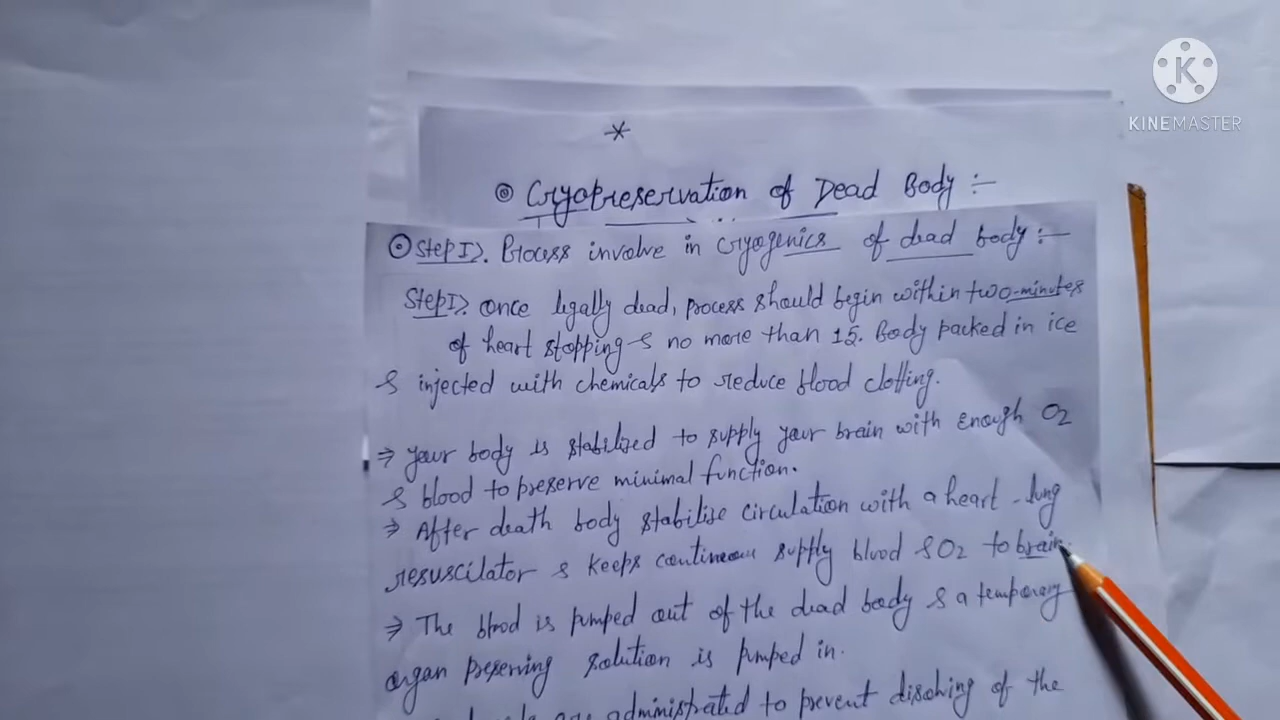 KINEMASTER
*
Cryopreservation of Dead Body :-
Step I>. Process involve in cryogenics of dead body :-
Step I>. Once legally dead, process should begin within two-minutes
of heart stopping & no more than 15. Body packed in ice
& injected with chemicals to reduce blood clotting.
⇒ your body is stabilized to supply your brain with enough O2
& blood to preserve minimal function.
⇒ After death body stabilise circulation with a heart-lung
resuscilator & keeps continuou supply blood & O2 to brain.
⇒ The blood is pumped out of the dead body & a temporary
organ preserving solution is pumped in.
are administrated to prevent of the